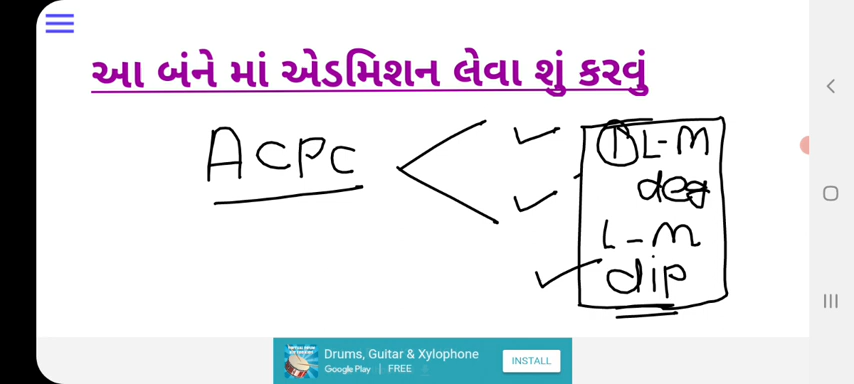 આ બંને માં એડમિશન લેવા શું કરવું
ACPC
① L-M
deg
L-M
dip
Drums, Guitar & Xylophone
Google Play | FREE
INSTALL